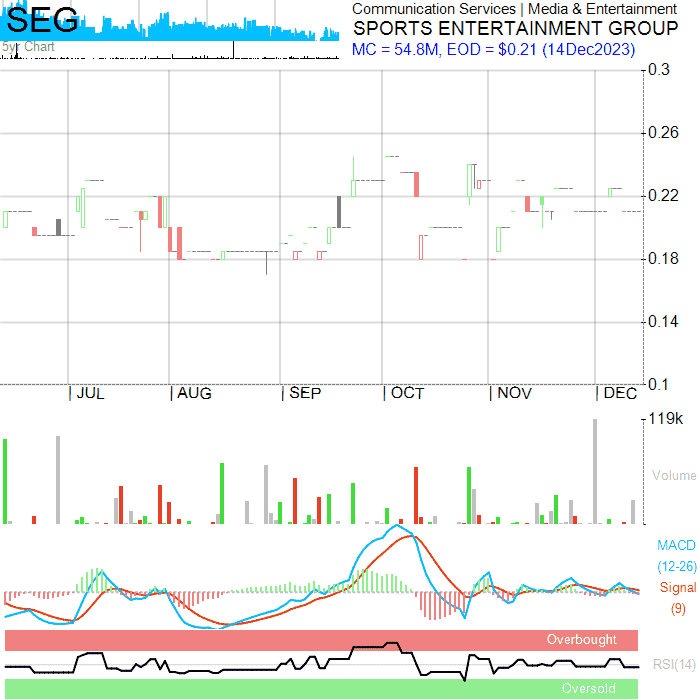 SEG
Communication Services | Media & Entertainment
SPORTS ENTERTAINMENT GROUP
MC = 54.8M, EOD = $0.21 (14Dec2023)
5yr Chart
0.3
0.26
0.22
0.18
0.14
0.1
| JUL | AUG | SEP | OCT | NOV | DEC
119k
Volume
MACD
(12-26)
Signal
(9)
Overbought
RSI(14)
Oversold